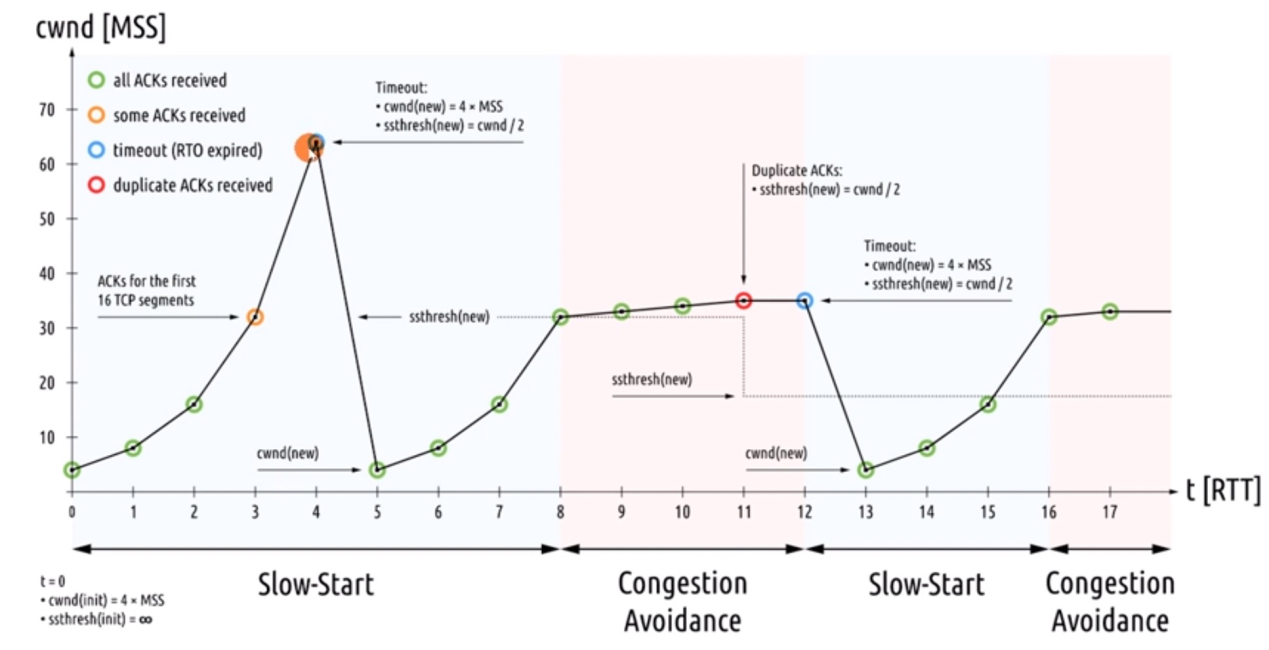 cwnd [MSS]
all ACKs received
some ACKs received
timeout (RTO expired)
duplicate ACKs received
Timeout:
• cwnd(new) = 4 × MSS
• ssthresh(new) = cwnd / 2
Duplicate ACKs:
• ssthresh(new) = cwnd / 2
Timeout:
• cwnd(new) = 4 × MSS
• ssthresh(new) = cwnd / 2
ACKs for the first
16 TCP segments
ssthresh(new)
ssthresh(new)
cwnd(new)
cwnd(new)
70
60
50
40
30
20
10
t [RTT]
0 1 2 3 4 5 6 7 8 9 10 11 12 13 14 15 16 17
Slow-Start
Congestion
Avoidance
Slow-Start
Congestion
Avoidance
t = 0
• cwnd(init) = 4 × MSS
• ssthresh(init) = ∞